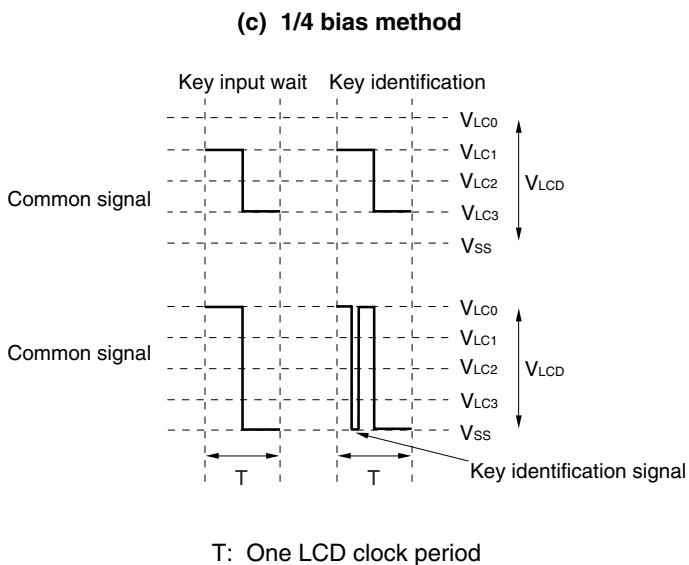 (c) 1/4 bias method
Key input wait Key identification
VLC0
VLC1
VLC2
VLCD
Common signal
VLC3
VSS
VLC0
VLC1
Common signal
VLC2
VLCD
VLC3
VSS
T T
Key identification signal
T: One LCD clock period